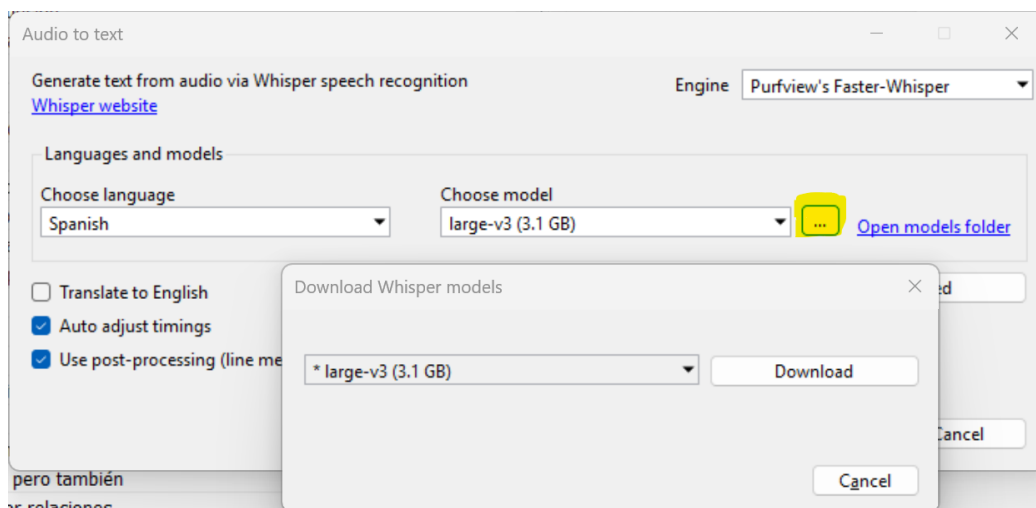 Audio to text
Generate text from audio via Whisper speech recognition
Engine
Purfview's Faster-Whisper
Whisper website
Languages and models
Choose language
Choose model
Spanish
large-v3 (3.1 GB)
...
Open models folder
Translate to English
Auto adjust timings
Use post-processing (line
Download Whisper models
* large-v3 (3.1 GB)
Download
Cancel
Cancel
pero también
relaciones